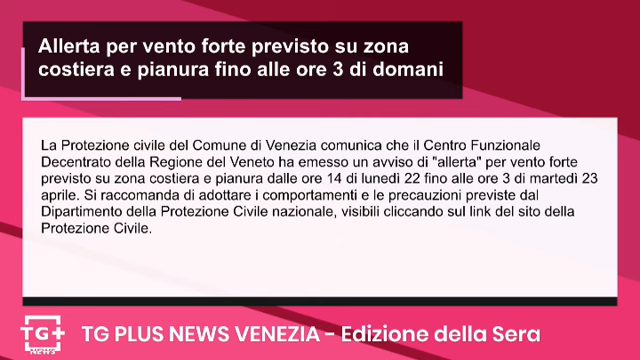 Allerta per vento forte previsto su zona
costiera e pianura fino alle ore 3 di domani
La Protezione civile del Comune di Venezia comunica che il Centro Funzionale
Decentrato della Regione del Veneto ha emesso un avviso di "allerta" per vento forte
previsto su zona costiera e pianura dalle ore 14 di lunedì 22 fino alle ore 3 di martedì 23
aprile. Si raccomanda di adottare i comportamenti e le precauzioni previste dal
Dipartimento della Protezione Civile nazionale, visibili cliccando sul link del sito della
Protezione Civile.
TG+
NEWS
TG PLUS NEWS VENEZIA - Edizione della Sera